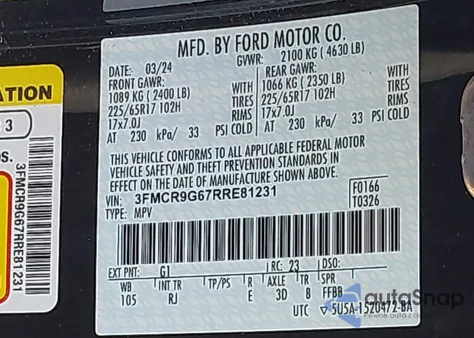 MFD. BY FORD MOTOR CO.
DATE: 03/24 GVWR: 2100 KG ( 4630 LB)
FRONT GAWR: REAR GAWR:
1089 KG ( 2400 LB) WITH 1066 KG ( 2350 LB) WITH
225/65R17 102H TIRES 225/65R17 102H TIRES
17x7.0J RIMS 17x7.0J RIMS
AT 230 kPa/ 33 PSI COLD AT 230 kPa/ 33 PSI COLD
THIS VEHICLE CONFORMS TO ALL APPLICABLE FEDERAL MOTOR
VEHICLE SAFETY AND THEFT PREVENTION STANDARDS IN
EFFECT ON THE DATE OF MANUFACTURE SHOWN ABOVE.
VIN: 3FMCR9G67RRE81231 F0166
TYPE: MPV T0326
EXT PNT: G1 RC: 23 DSO:
WB INT TR TP/PS R AXLE TR SPR
105 RJ E 3D 8 FFBB
UTC 5U5A-1520472-BA
ATION
3
OS.
3FMCR9G67RRE81231
autoSnap